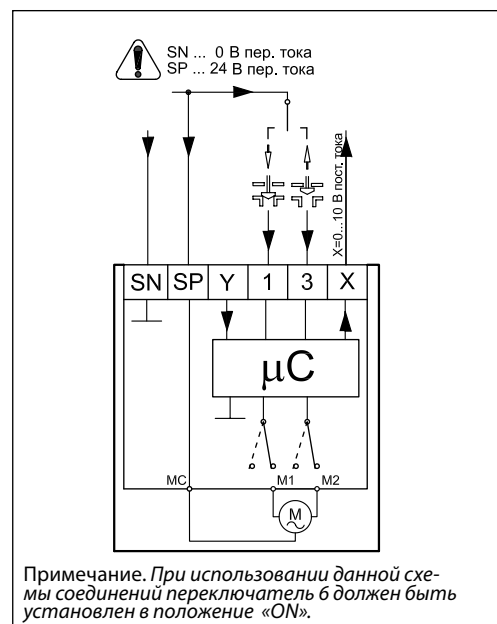 SN ... 0 В пер. тока
SP ... 24 В пер. тока
X=0...10 В пост. тока
SN SP Y 1 3 X
μC
MC M1 M2
M
Примечание. При использовании данной схе-
мы соединений переключатель 6 должен быть
установлен в положение «ON».